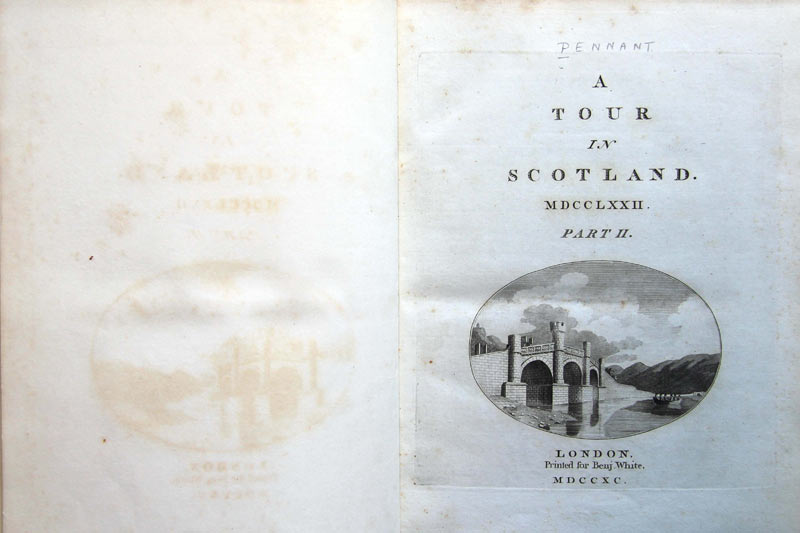 PENNANT
A
TOUR
IN
SCOTLAND.
MDCCLXXII.
PART II.
LONDON.
Printed for Benj. White.
MDCCXC.